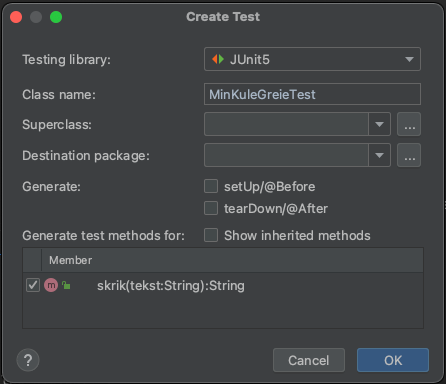 Create Test
Testing library: JUnit5
Class name: MinKuleGreieTest
Superclass: ...
Destination package: ...
Generate: setUp/@Before
tearDown/@After
Generate test methods for: Show inherited methods
Member
m skrik(tekst:String):String
? Cancel OK